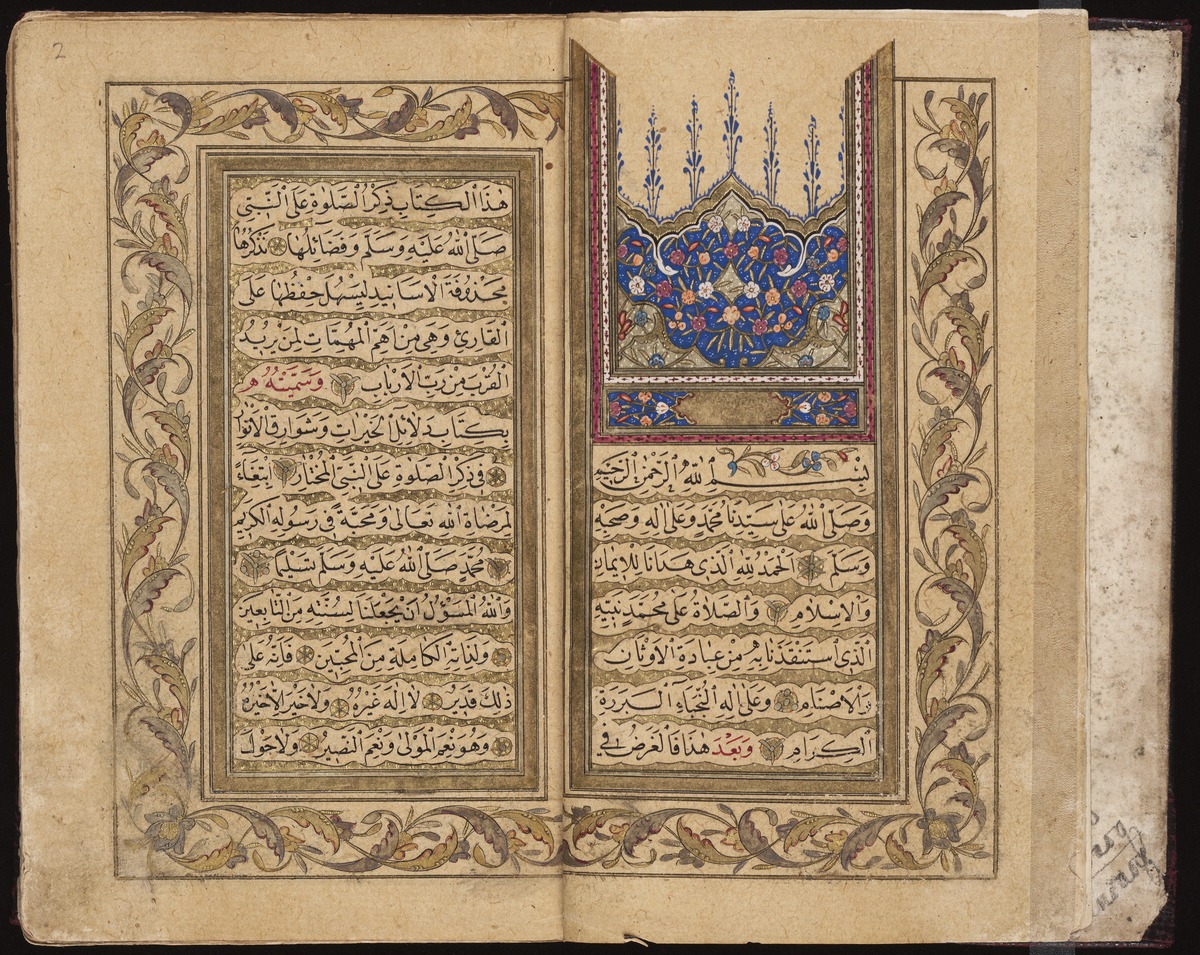 بسم الله الرحمن الرحيم
وصلى الله على سيدنا محمد وعلى اله وصحبه
وسلم الحمد لله الذي هدانا للايمان
والاسلام والصلاة على محمد نبيه
الذي استنقذنا به من عبادة الاوثان
والاصنام وعلى اله النجباء البررة
الكرام وبعد هذا فالغرض في
هذا الكتاب ذكر الصلوة على النبي
صلى الله عليه وسلم وفضائلها نذكرها
محذوفة الاسانيد ليسهل حفظها على
القارئ وهي من اهم المهمات لمن يريد
القرب من رب الارباب وسميته
بكتاب دلائل الخيرات وشوارق الانوار
في ذكر الصلوة على النبي المختار ابتغاء
لمرضاة الله تعالى ومحبة في رسوله الكريم
محمد صلى الله عليه وسلم تسليما
والله المسؤل ان يجعلنا لسنته من التابعين
ولذاته الكاملة من المحبين فانه على
ذلك قدير لا اله غيره ولا خير الا خيره
وهو نعم المولى ونعم النصير ولا حول
2